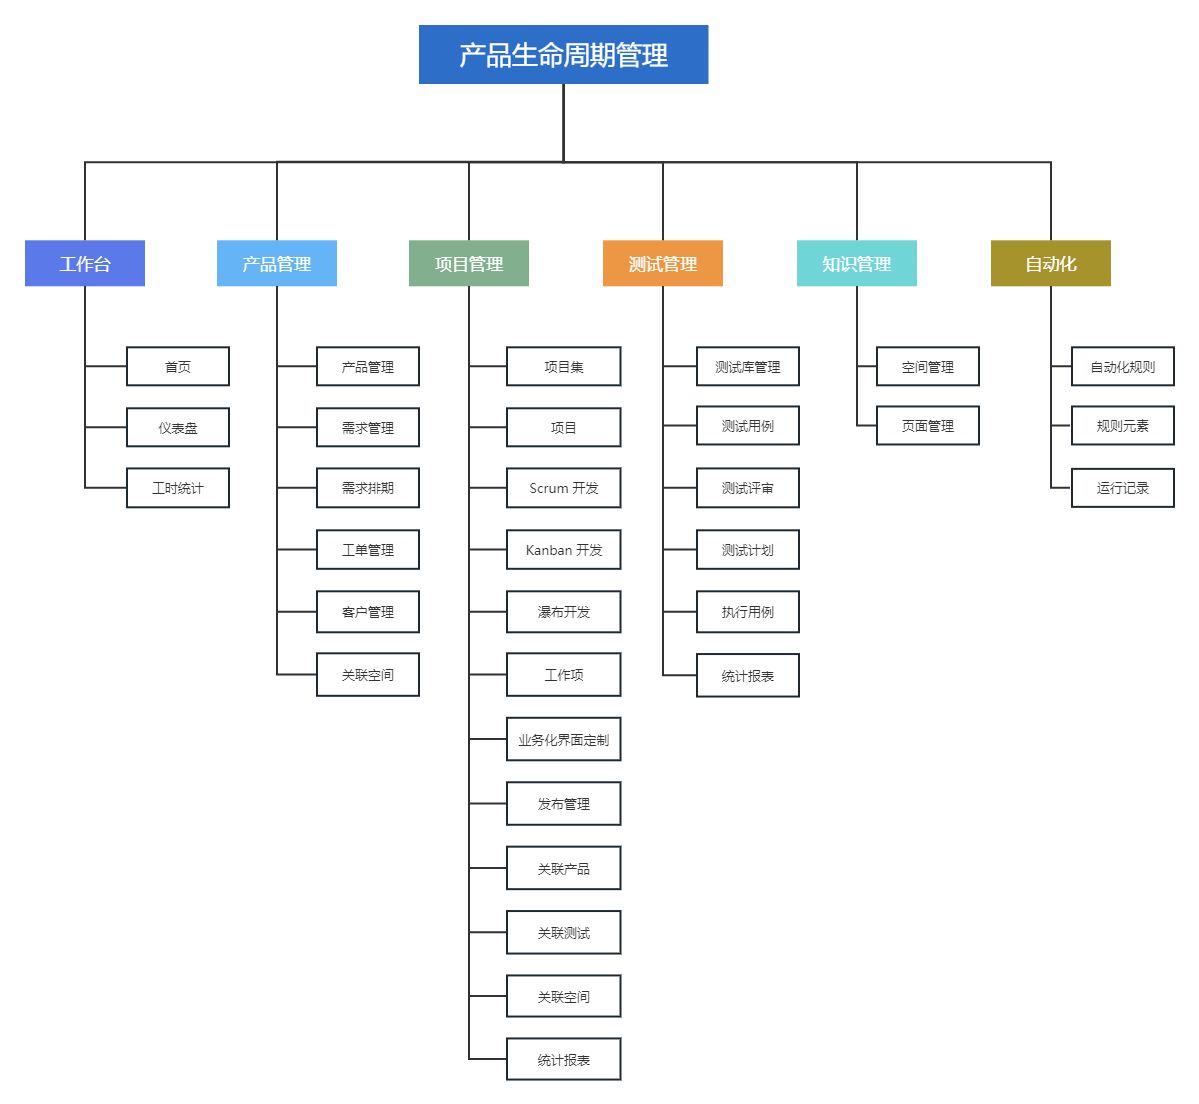 产品生命周期管理
工作台
产品管理
项目管理
测试管理
知识管理
自动化
首页
仪表盘
工时统计
产品管理
需求管理
需求排期
工单管理
客户管理
关联空间
项目集
项目
Scrum 开发
Kanban 开发
瀑布开发
工作项
业务化界面定制
发布管理
关联产品
关联测试
关联空间
统计报表
测试库管理
测试用例
测试评审
测试计划
执行用例
统计报表
空间管理
页面管理
自动化规则
规则元素
运行记录